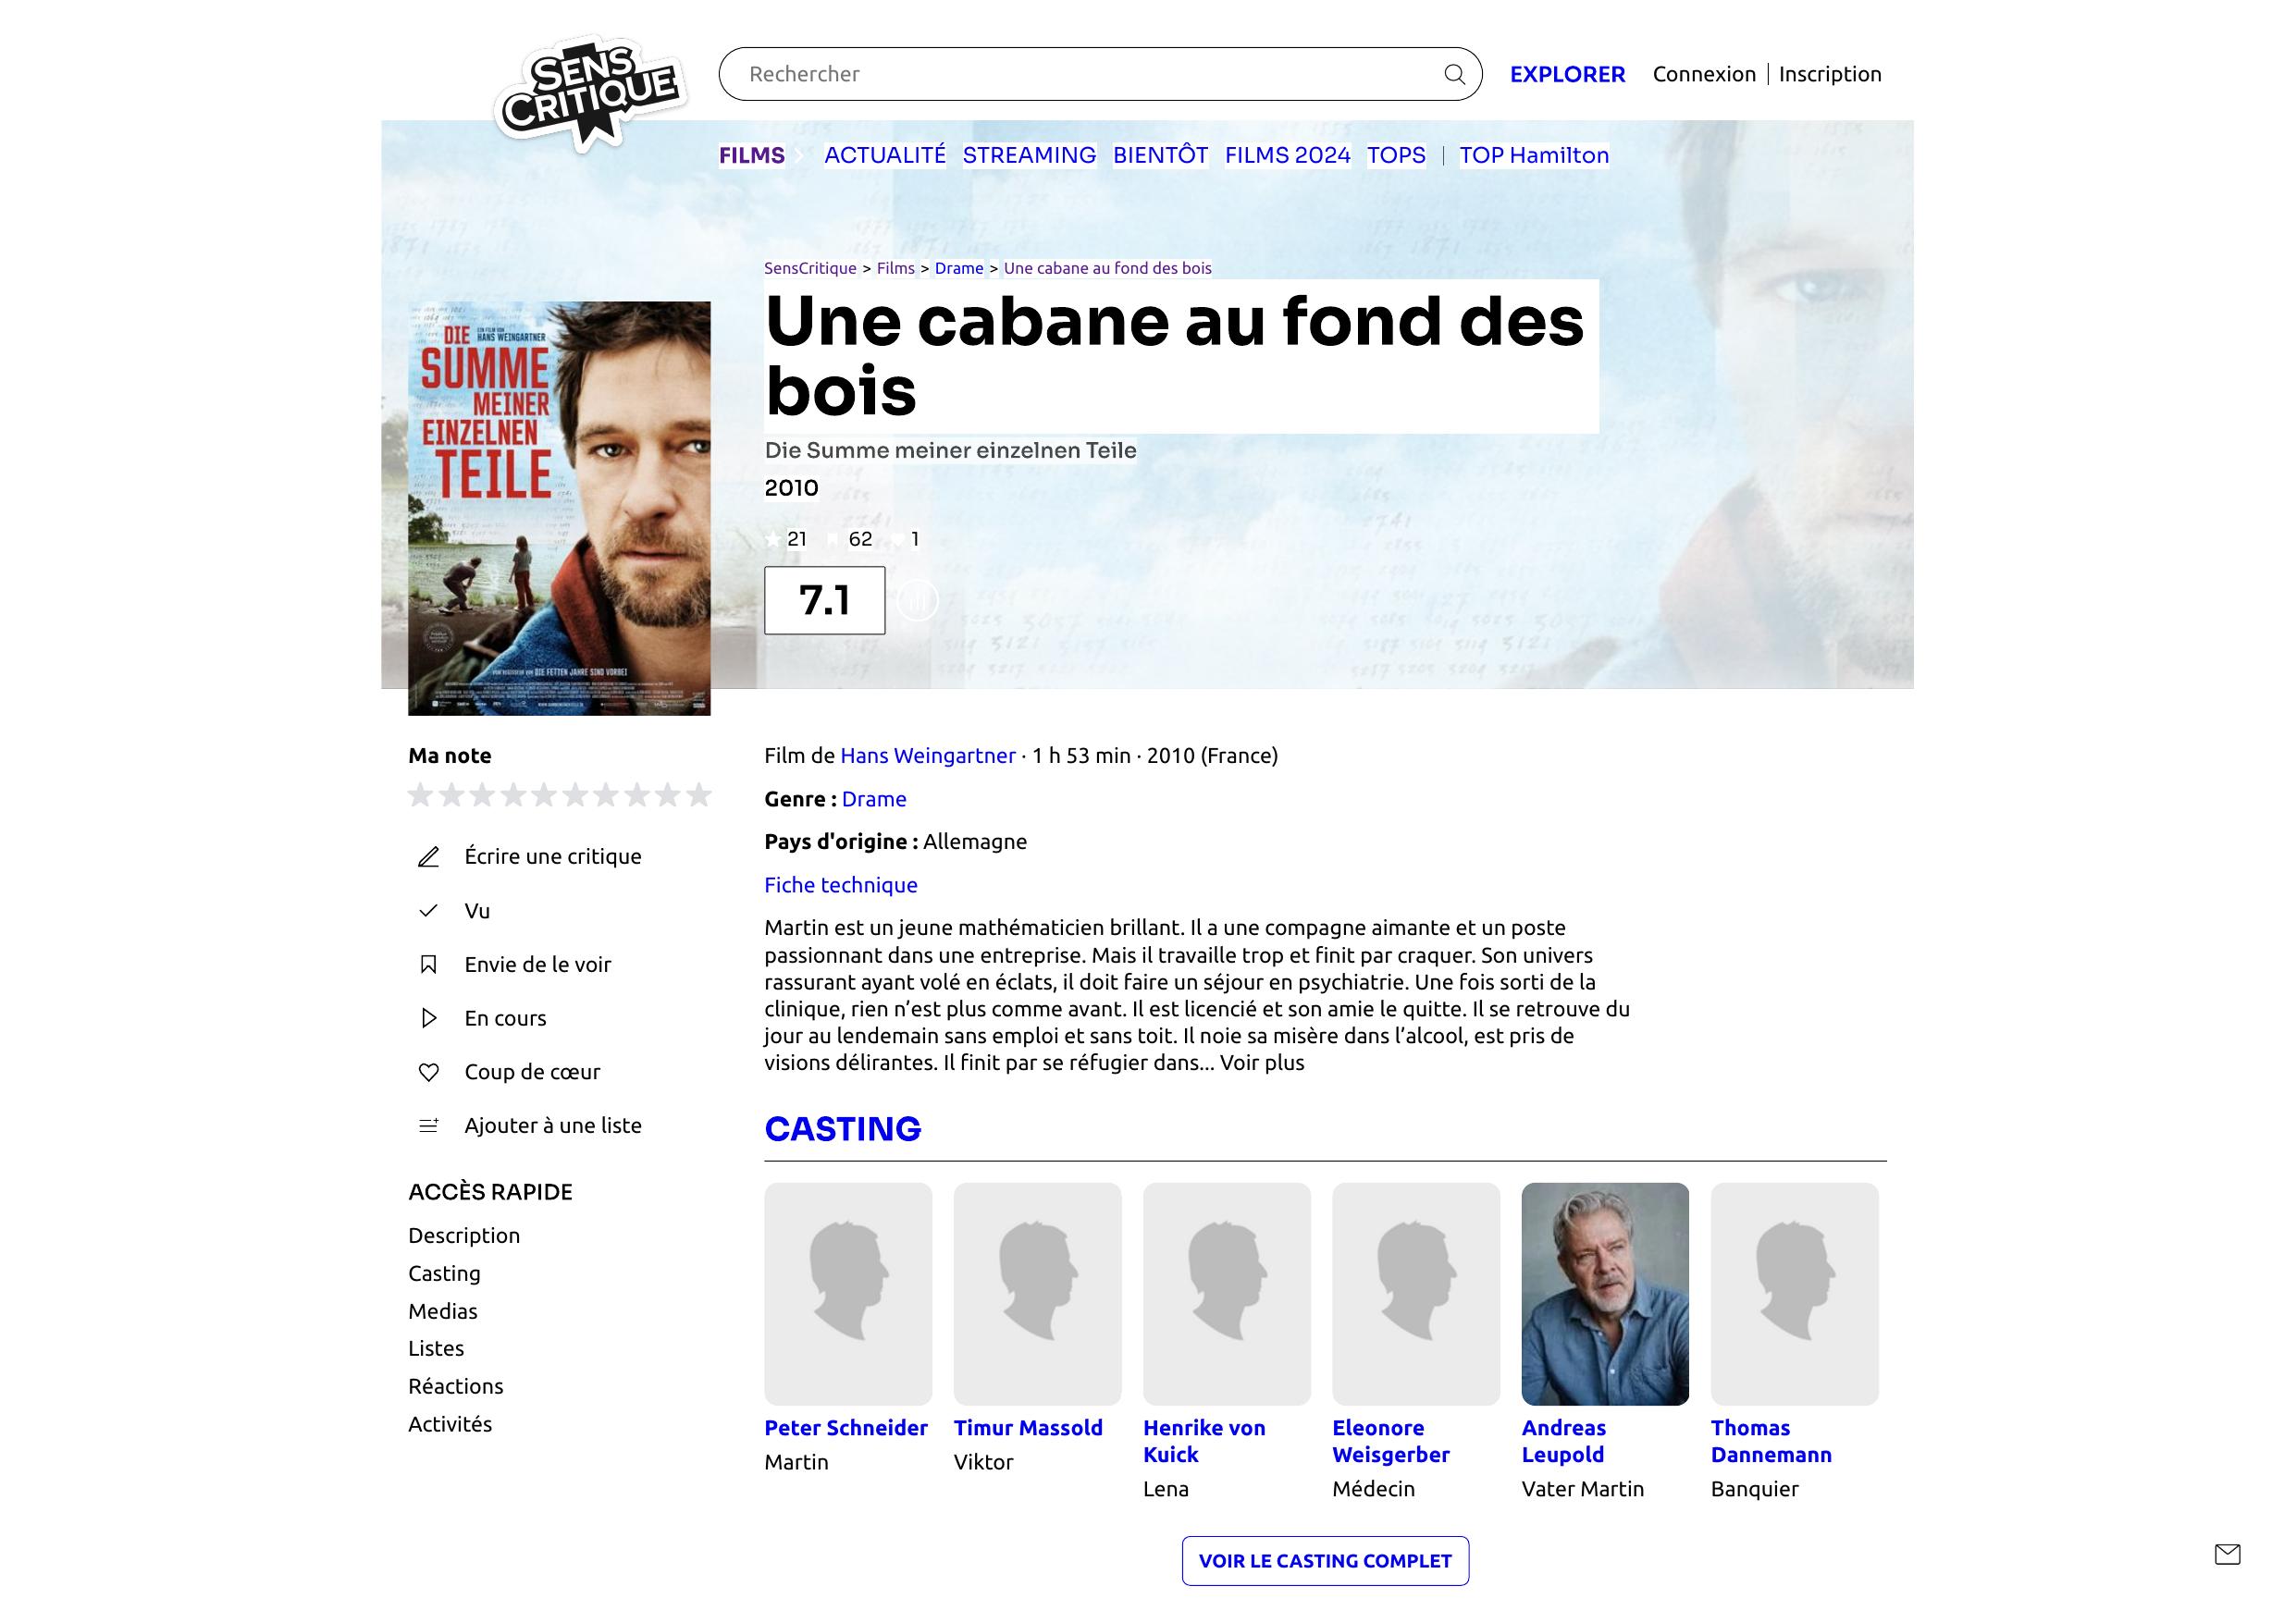 SENS
CRITIQUE
Rechercher
EXPLORER
Connexion | Inscription
FILMS ACTUALITÉ STREAMING BIENTÔT FILMS 2024 TOPS | TOP Hamilton
SensCritique > Films > Drame > Une cabane au fond des bois
Une cabane au fond des
bois
Die Summe meiner einzelnen Teile
2010
21 62 1
7.1
DIE EIN FILM VON
HANS WEINGARTNER
SUMME
MEINER
EINZELNEN
TEILE
VOM REGISSEUR VON DIE FETTEN JAHRE SIND VORBEI
Ma note
Écrire une critique
Vu
Envie de le voir
En cours
Coup de cœur
Ajouter à une liste
ACCÈS RAPIDE
Description
Casting
Medias
Listes
Réactions
Activités
Film de Hans Weingartner · 1 h 53 min · 2010 (France)
Genre : Drame
Pays d'origine : Allemagne
Fiche technique
Martin est un jeune mathématicien brillant. Il a une compagne aimante et un poste
passionnant dans une entreprise. Mais il travaille trop et finit par craquer. Son univers
rassurant ayant volé en éclats, il doit faire un séjour en psychiatrie. Une fois sorti de la
clinique, rien n’est plus comme avant. Il est licencié et son amie le quitte. Il se retrouve du
jour au lendemain sans emploi et sans toit. Il noie sa misère dans l’alcool, est pris de
visions délirantes. Il finit par se réfugier dans... Voir plus
CASTING
Peter Schneider
Martin
Timur Massold
Viktor
Henrike von
Kuick
Lena
Eleonore
Weisgerber
Médecin
Andreas
Leupold
Vater Martin
Thomas
Dannemann
Banquier
VOIR LE CASTING COMPLET